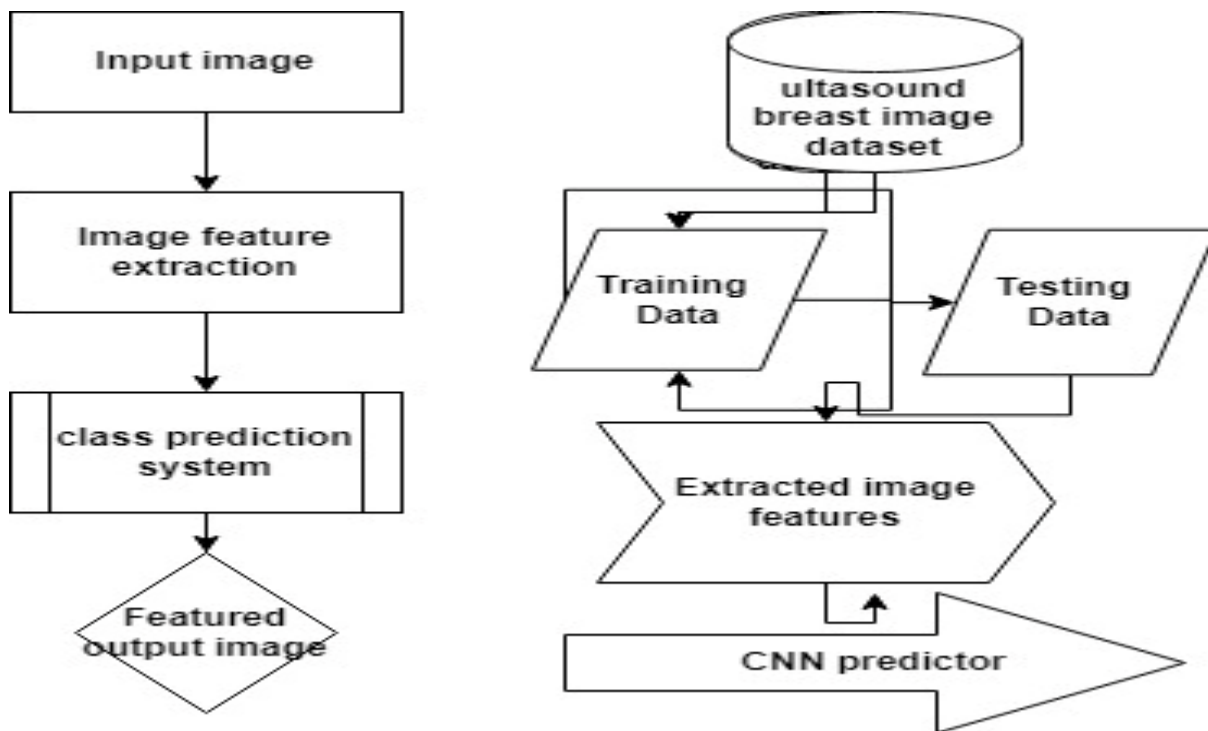 Input image
Image feature
extraction
class prediction
system
Featured
output image
ultasound
breast image
dataset
Training
Data
Testing
Data
Extracted image
features
CNN predictor